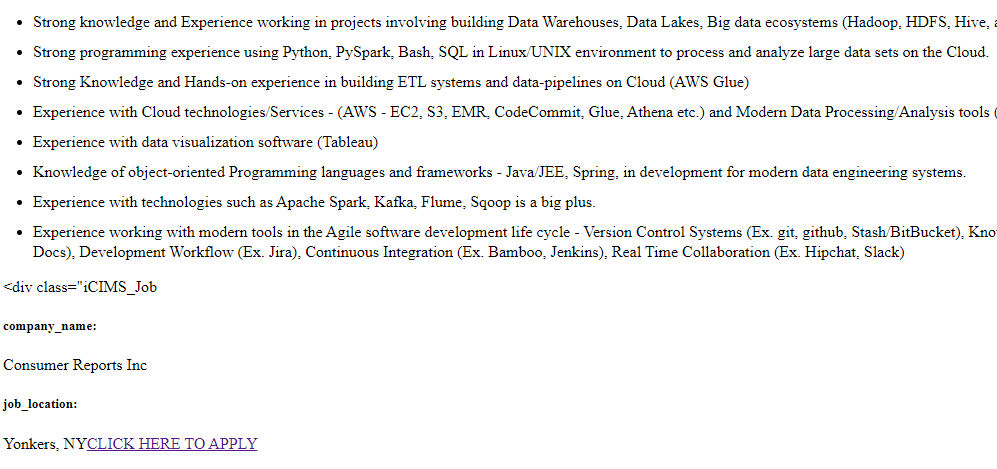 • Strong knowledge and Experience working in projects involving building Data Warehouses, Data Lakes, Big data ecosystems (Hadoop, HDFS, Hive,
• Strong programming experience using Python, PySpark, Bash, SQL in Linux/UNIX environment to process and analyze large data sets on the Cloud.
• Strong Knowledge and Hands-on experience in building ETL systems and data-pipelines on Cloud (AWS Glue)
• Experience with Cloud technologies/Services - (AWS - EC2, S3, EMR, CodeCommit, Glue, Athena etc.) and Modern Data Processing/Analysis tools (
• Experience with data visualization software (Tableau)
• Knowledge of object-oriented Programming languages and frameworks - Java/JEE, Spring, in development for modern data engineering systems.
• Experience with technologies such as Apache Spark, Kafka, Flume, Sqoop is a big plus.
• Experience working with modern tools in the Agile software development life cycle - Version Control Systems (Ex. git, github, Stash/BitBucket),
Docs), Development Workflow (Ex. Jira), Continuous Integration (Ex. Bamboo, Jenkins), Real Time Collaboration (Ex. Hipchat, Slack)
<div class="iCIMS_Job
company_name:
Consumer Reports Inc
job_location:
Yonkers, NYCLICK HERE TO APPLY